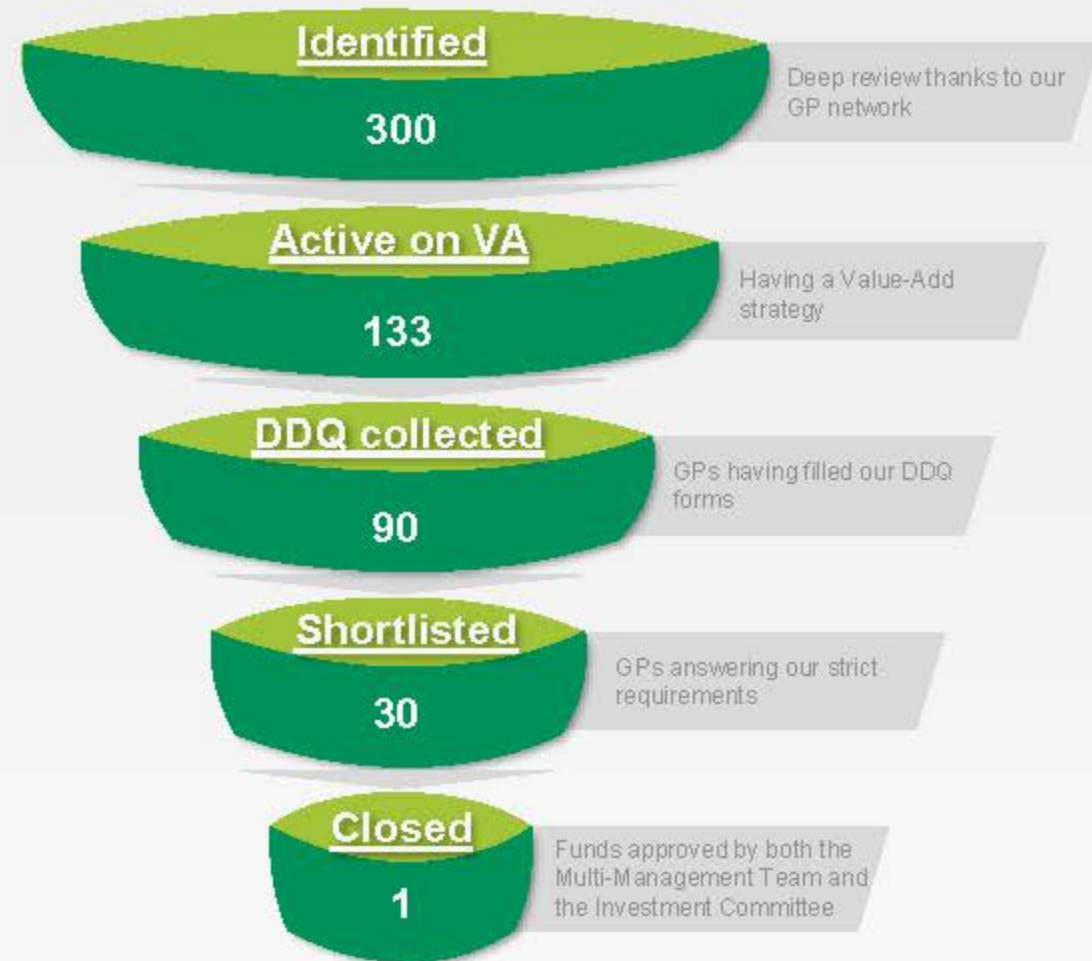 Identified
300
Deep review thanks to our
GP network
Active on VA
133
Having a Value-Add
strategy
DDQ collected
90
GPs having filled our DDQ
forms
Shortlisted
30
GPs answering our strict
requirements
Closed
1
Funds approved by both the
Multi-Management Team and
the Investment Committee